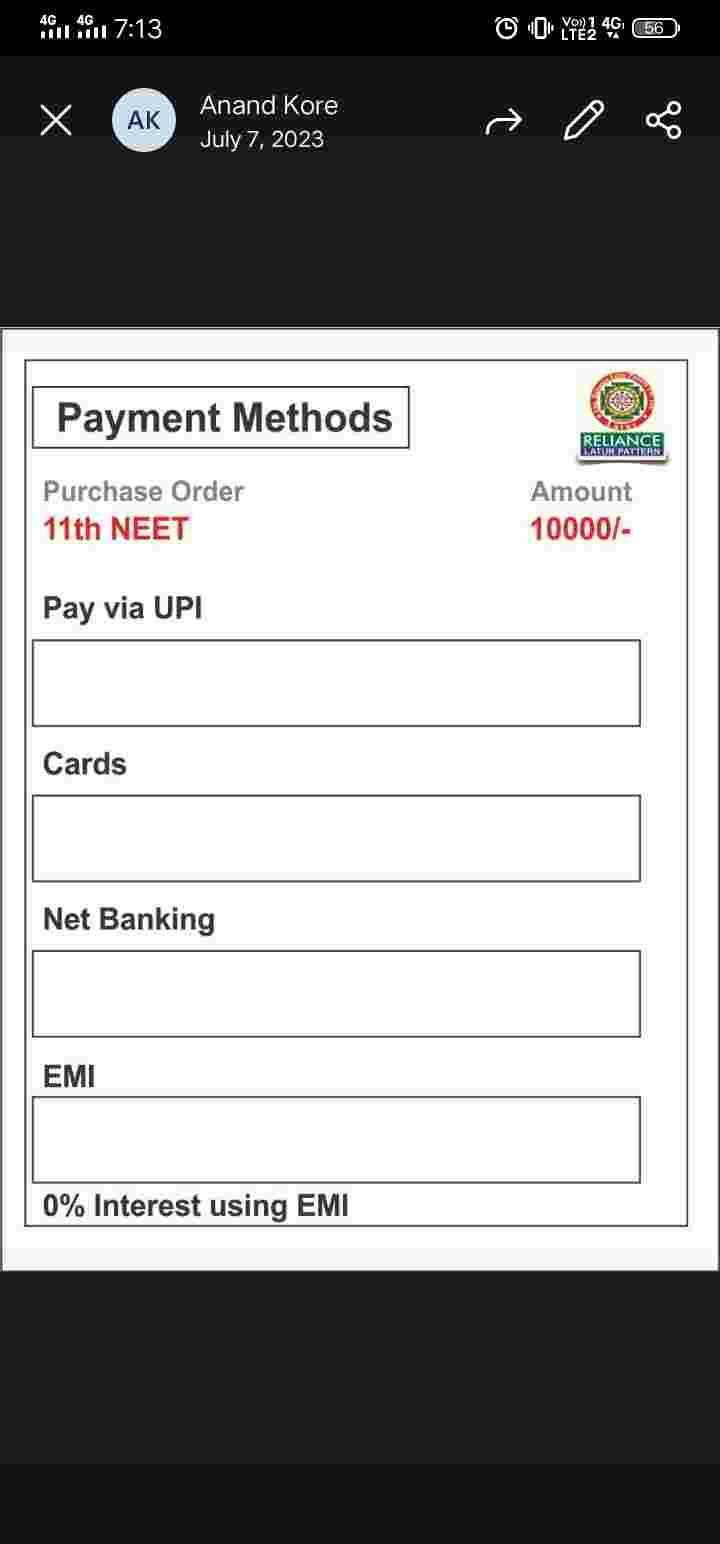 4G 4G 7:13 Vo)) 1 LTE2 4G 56
AK
Anand Kore
July 7, 2023
Payment Methods
RELIANCE
LATUR PATTERN
Purchase Order Amount
11th NEET 10000/-
Pay via UPI
Cards
Net Banking
EMI
0% Interest using EMI